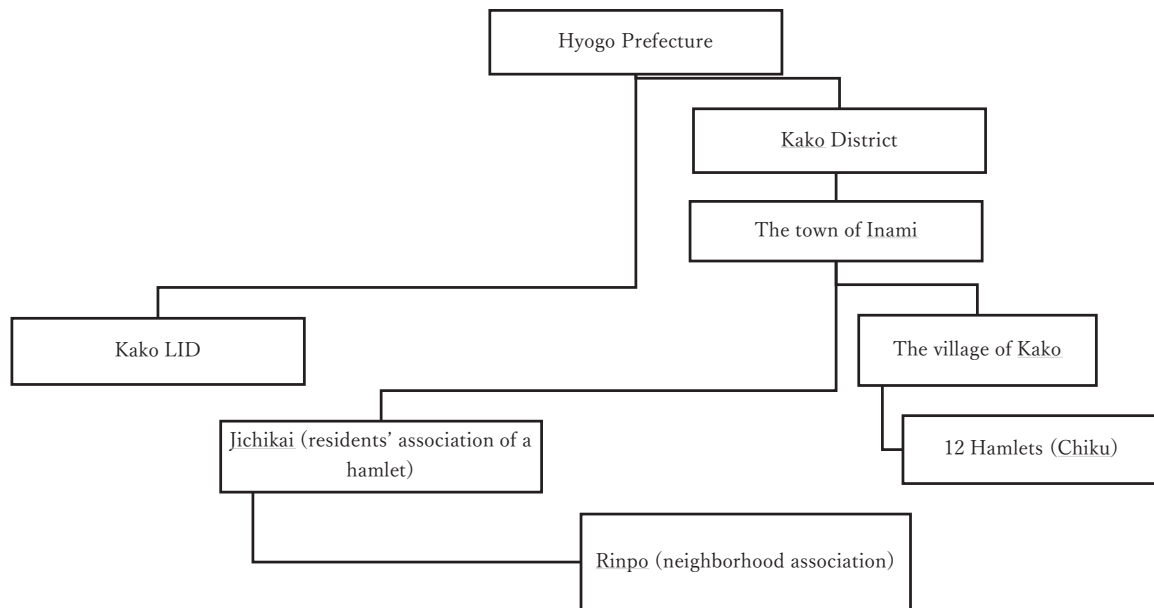 Hyogo Prefecture
Kako District
The town of Inami
Kako LID
The village of Kako
Jichikai (residents’ association of a
hamlet)
12 Hamlets (Chiku)
Rinpo (neighborhood association)